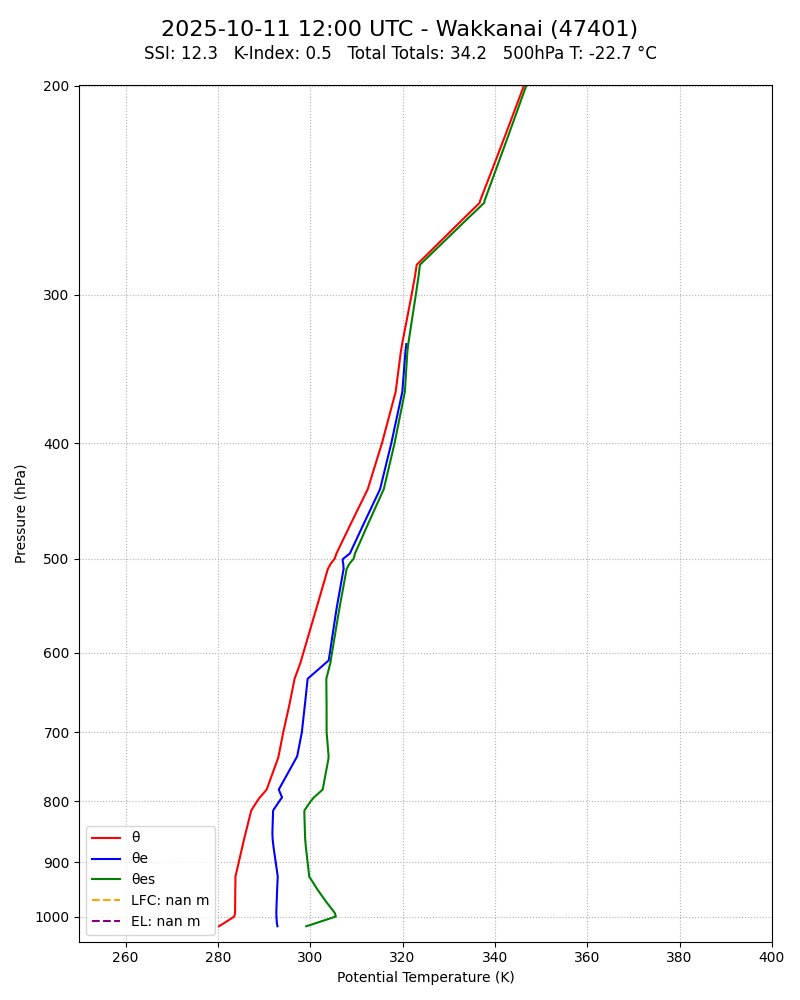 2025-10-11 12:00 UTC - Wakkanai (47401)
SSI: 12.3   K-Index: 0.5   Total Totals: 34.2   500hPa T: -22.7 °C
200
300
400
500
600
700
800
900
1000
Pressure (hPa)
θ
θe
θes
LFC: nan m
EL: nan m
260 280 300 320 340 360 380 400
Potential Temperature (K)